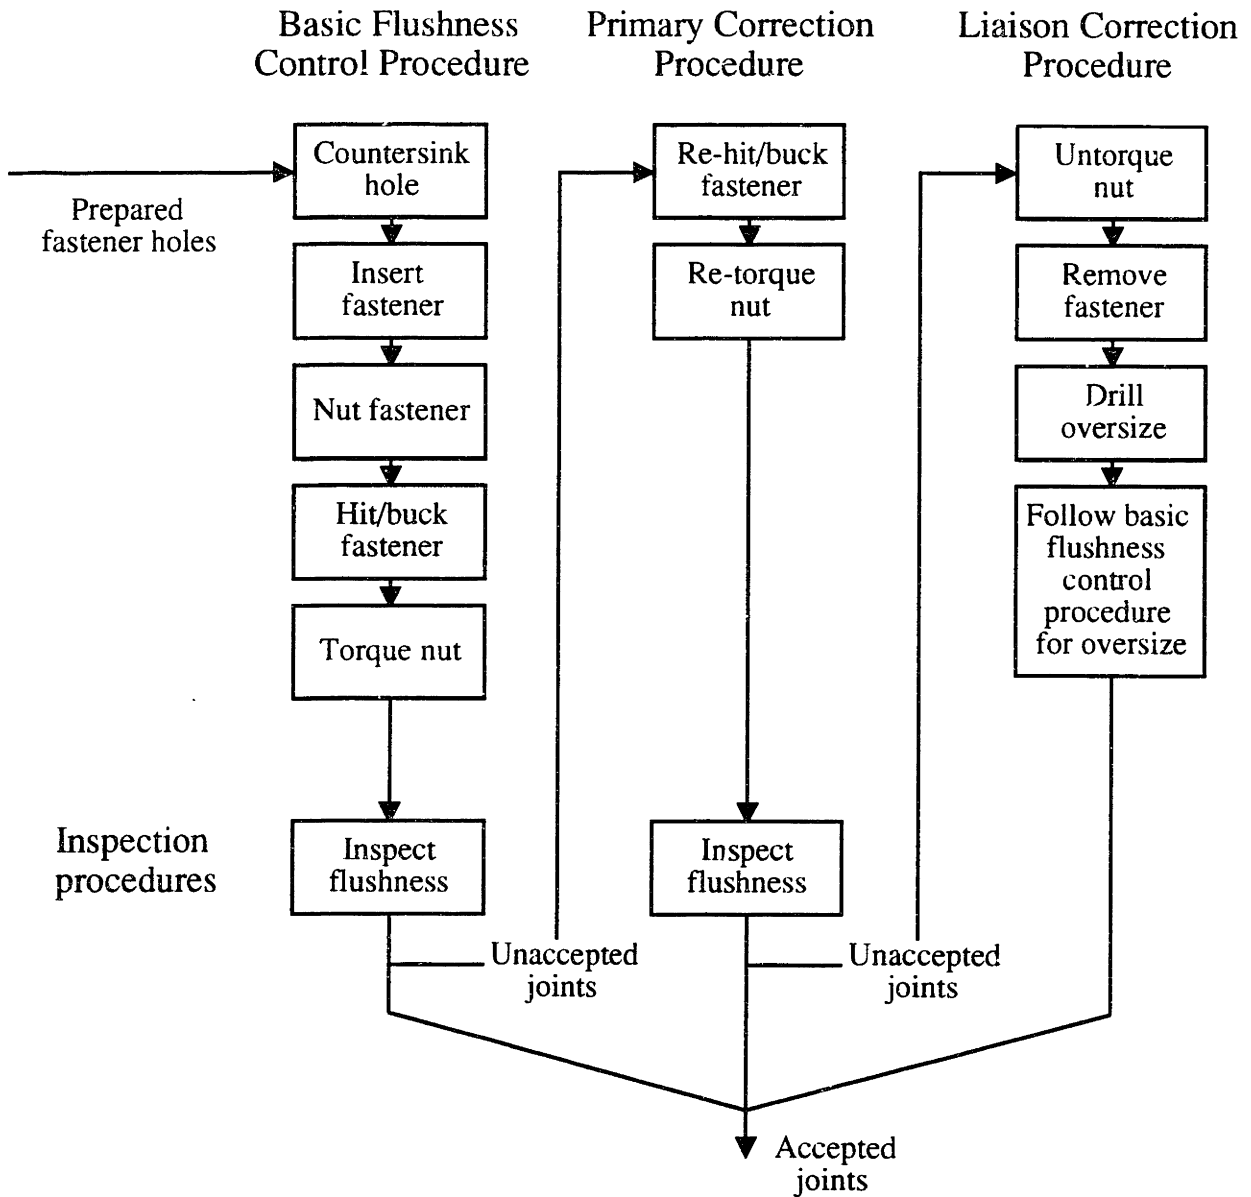 Basic Flushness
Control Procedure
Primary Correction
Procedure
Liaison Correction
Procedure
Prepared
fastener holes
Countersink
hole
Insert
fastener
Nut fastener
Hit/buck
fastener
Torque nut
Inspection
procedures
Inspect
flushness
Unaccepted
joints
Re-hit/buck
fastener
Re-torque
nut
Inspect
flushness
Unaccepted
joints
Untorque
nut
Remove
fastener
Drill
oversize
Follow basic
flushness
control
procedure
for oversize
Accepted
joints